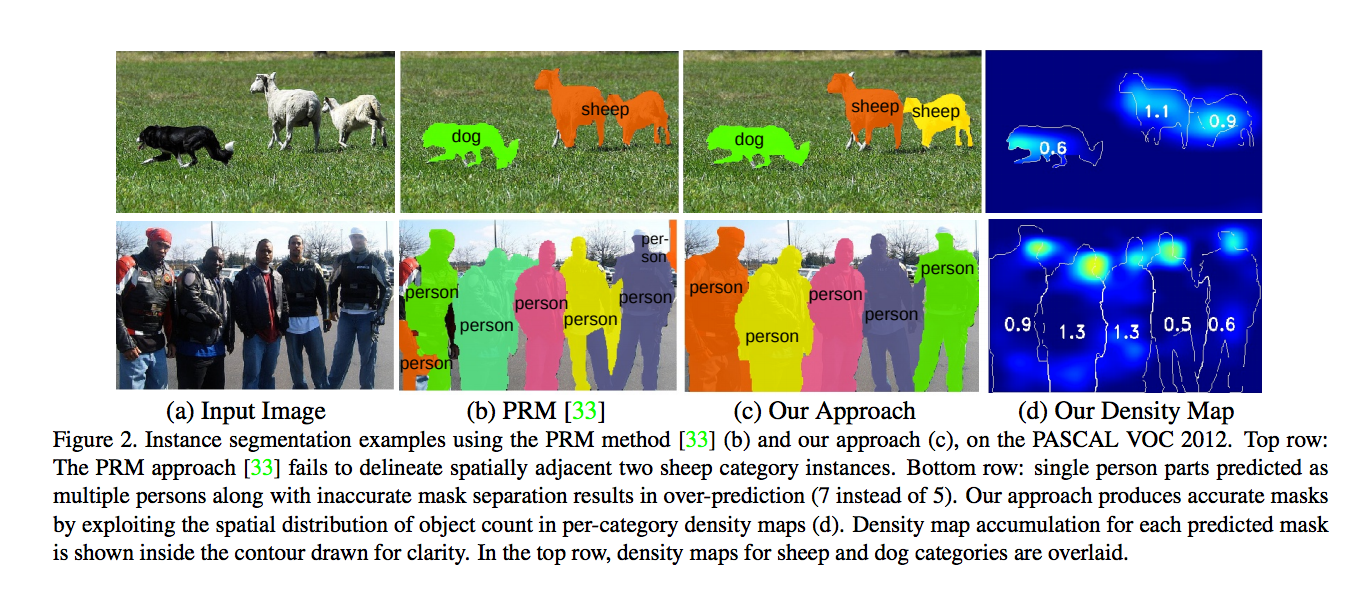 sheep
dog
sheep
sheep
dog
1.1
0.9
0.6
per-
son
person
person
person
person
person
person
person
person
person
person
person
0.9
1.3
1.3
0.5
0.6
(a) Input Image
(b) PRM [33]
(c) Our Approach
(d) Our Density Map
Figure 2. Instance segmentation examples using the PRM method [33] (b) and our approach (c), on the PASCAL VOC 2012. Top row:
The PRM approach [33] fails to delineate spatially adjacent two sheep category instances. Bottom row: single person parts predicted as
multiple persons along with inaccurate mask separation results in over-prediction (7 instead of 5). Our approach produces accurate masks
by exploiting the spatial distribution of object count in per-category density maps (d). Density map accumulation for each predicted mask
is shown inside the contour drawn for clarity. In the top row, density maps for sheep and dog categories are overlaid.